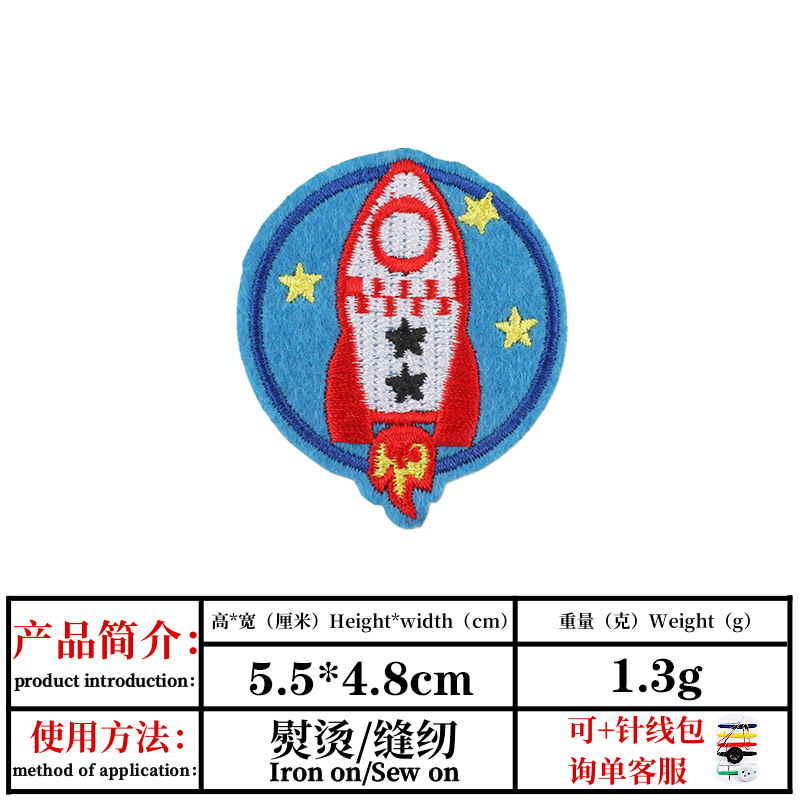 产品简介：
product introduction:
高*宽（厘米）Height*width（cm）
重量（克）Weight（g）
5.5*4.8cm
1.3g
使用方法：
method of application:
熨烫/缝纫
Iron on/Sew on
可+针线包
询单客服